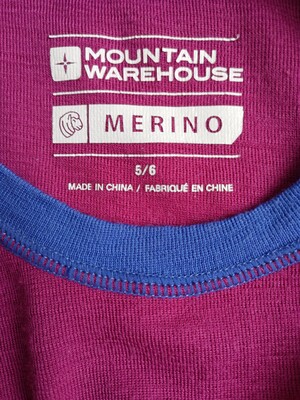 MOUNTAIN
WAREHOUSE
MERINO
5/6
MADE IN CHINA / FABRIQUÉ EN CHINE